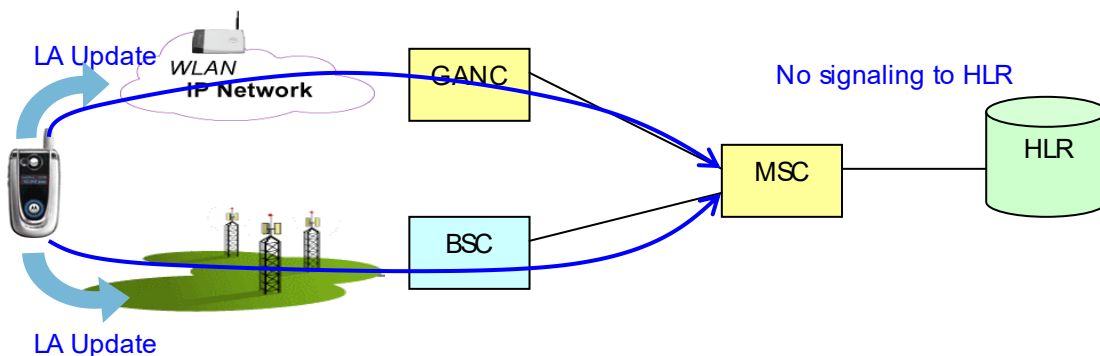 LA Update
WLAN
IP Network
GANC
No signaling to HLR
HLR
MSC
BSC
LA Update